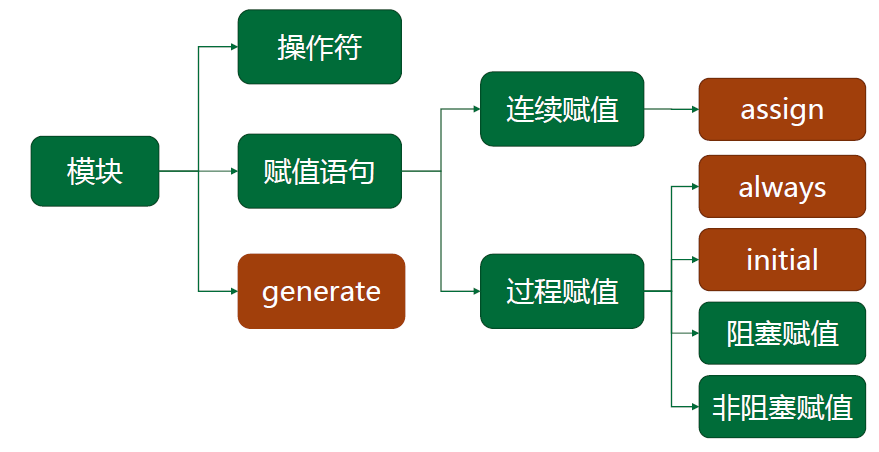 模块
操作符
赋值语句
generate
连续赋值
过程赋值
assign
always
initial
阻塞赋值
非阻塞赋值